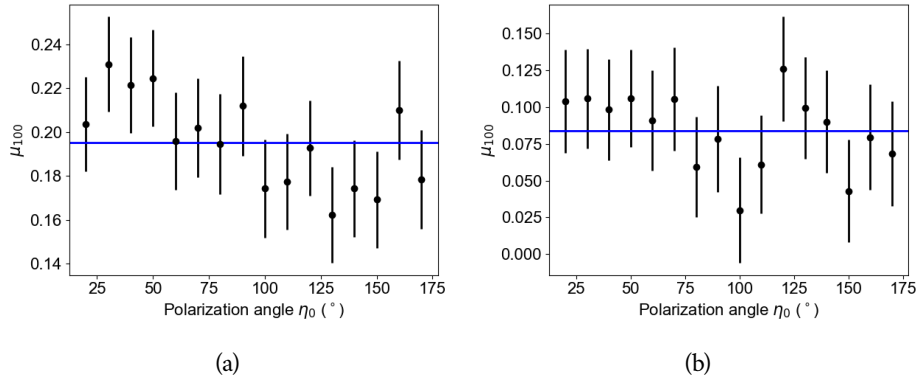 0.24
0.22
0.20
0.18
0.16
0.14
μ₁₀₀
25 50 75 100 125 150 175
Polarization angle η₀ (°)
(a)
0.150
0.125
0.100
0.075
0.050
0.025
0.000
μ₁₀₀
25 50 75 100 125 150 175
Polarization angle η₀ (°)
(b)